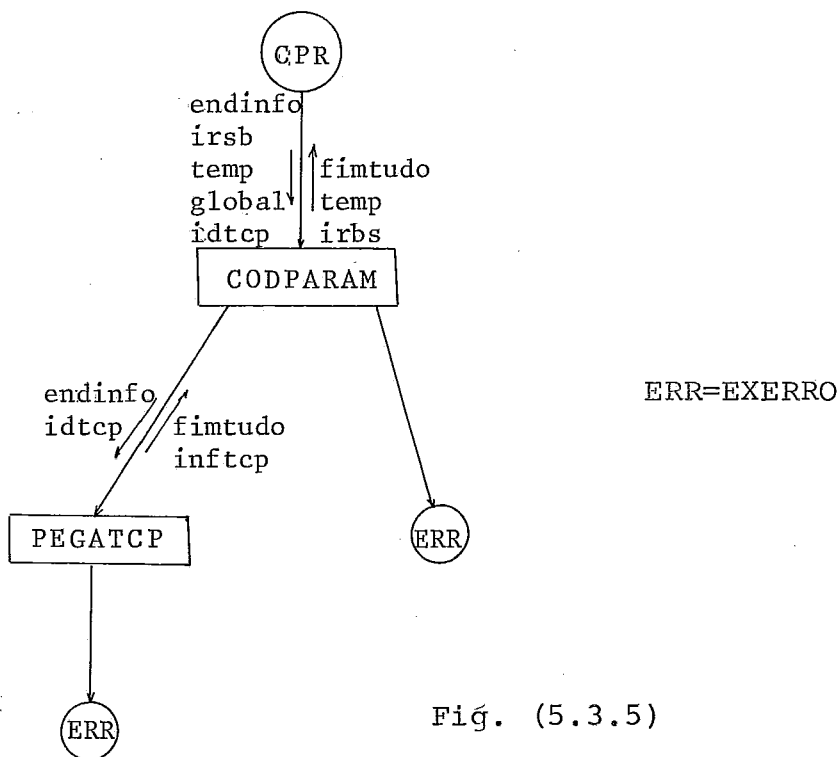 CPR
endinfo
irsb
temp
global
idtcp
fimtudo
temp
irbs
CODPARAM
endinfo
idtcp
fimtudo
inftcp
ERR=EXERRO
PEGATCP
ERR
ERR
Fig. (5.3.5)